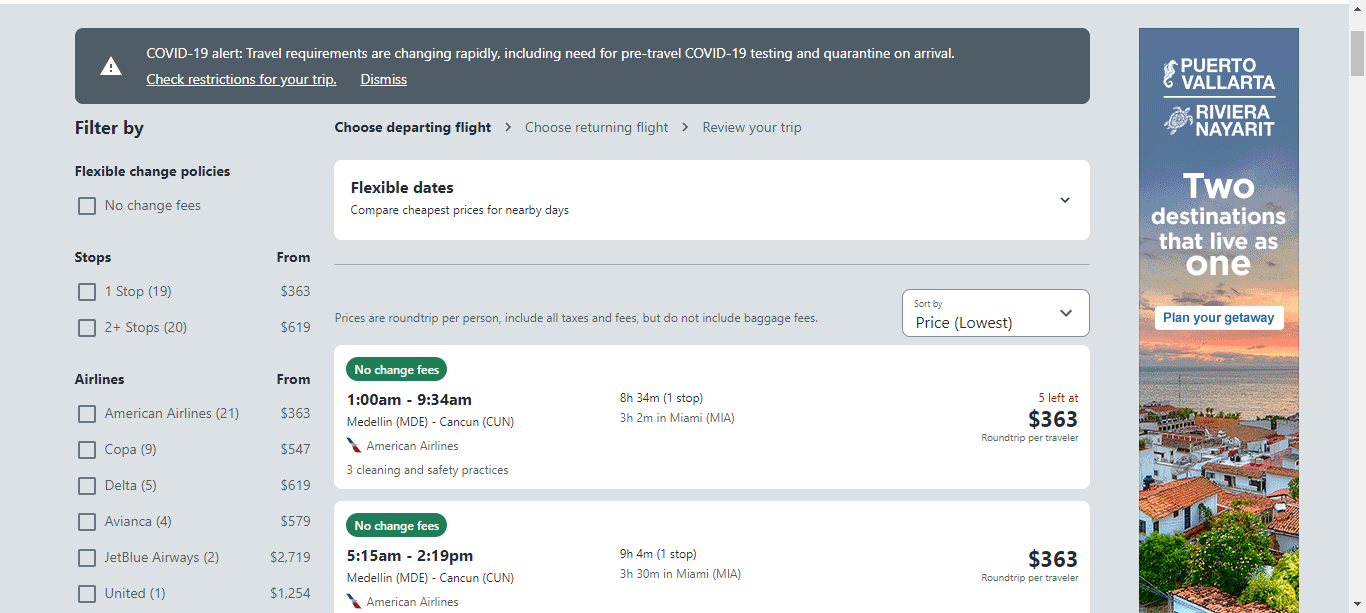 COVID-19 alert: Travel requirements are changing rapidly, including need for pre-travel COVID-19 testing and quarantine on arrival.
Check restrictions for your trip. Dismiss
Filter by
Flexible change policies
No change fees
Stops From
1 Stop (19) $363
2+ Stops (20) $619
Airlines From
American Airlines (21) $363
Copa (9) $547
Delta (5) $619
Avianca (4) $579
JetBlue Airways (2) $2,719
United (1) $1,254
Choose departing flight > Choose returning flight > Review your trip
Flexible dates
Compare cheapest prices for nearby days
Prices are roundtrip per person, include all taxes and fees, but do not include baggage fees.
Sort by
Price (Lowest)
No change fees
1:00am - 9:34am
Medellin (MDE) - Cancun (CUN)
American Airlines
3 cleaning and safety practices
8h 34m (1 stop)
3h 2m in Miami (MIA)
5 left at
$363
Roundtrip per traveler
No change fees
5:15am - 2:19pm
Medellin (MDE) - Cancun (CUN)
American Airlines
9h 4m (1 stop)
3h 30m in Miami (MIA)
$363
Roundtrip per traveler
PUERTO
VALLARTA
RIVIERA
NAYARIT
Two
destinations
that live as
one
Plan your getaway